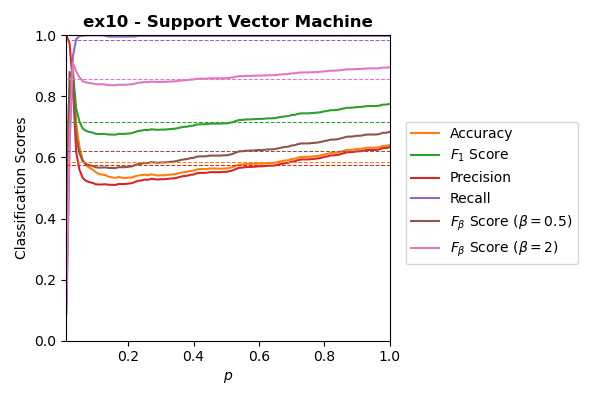 ex10 - Support Vector Machine
Classification Scores
1.0
0.8
0.6
0.4
0.2
0.0
0.2 0.4 0.6 0.8 1.0
p
Accuracy
F₁ Score
Precision
Recall
Fᵦ Score (β = 0.5)
Fᵦ Score (β = 2)